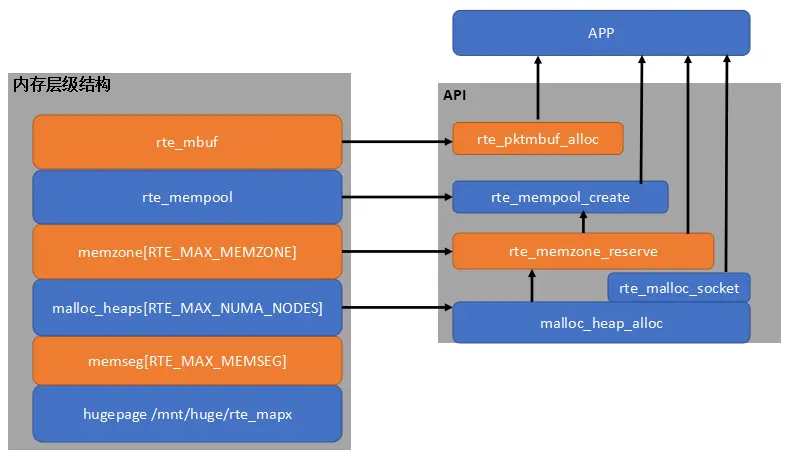 APP
内存层级结构
rte_mbuf
rte_mempool
memzone[RTE_MAX_MEMZONE]
malloc_heaps[RTE_MAX_NUMA_NODES]
memseg[RTE_MAX_MEMSEG]
hugepage /mnt/huge/rte_mapx
API
rte_pktmbuf_alloc
rte_mempool_create
rte_memzone_reserve
rte_malloc_socket
malloc_heap_alloc